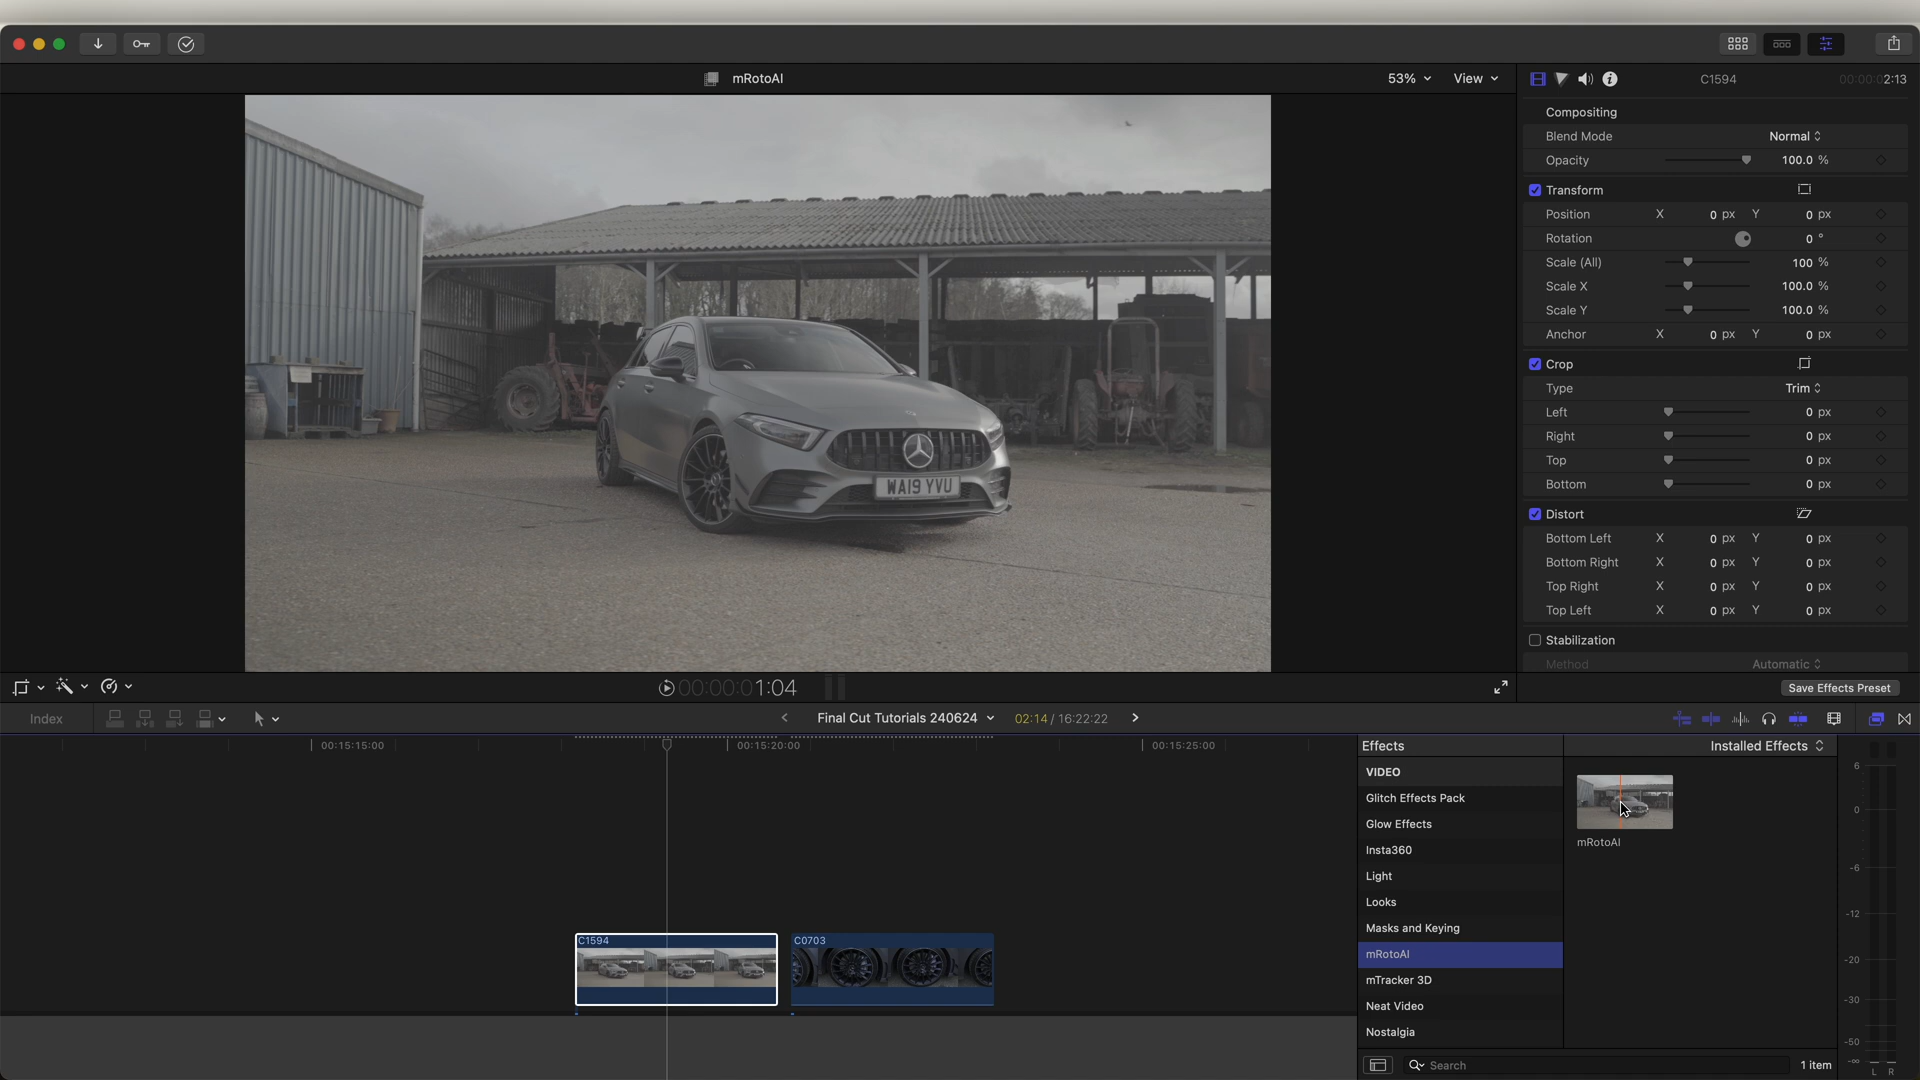 mRotoAI
53%
View
C1594
00:00:02:13
Compositing
Blend Mode
Normal
Opacity
100.0 %
Transform
Position X 0 px Y 0 px
Rotation 0 °
Scale (All) 100 %
Scale X 100.0 %
Scale Y 100.0 %
Anchor X 0 px Y 0 px
Crop
Type Trim
Left 0 px
Right 0 px
Top 0 px
Bottom 0 px
Distort
Bottom Left X 0 px Y 0 px
Bottom Right X 0 px Y 0 px
Top Right X 0 px Y 0 px
Top Left X 0 px Y 0 px
Stabilization
Method Automatic
Save Effects Preset
WA19 YVU
00:00:01:04
Index
Final Cut Tutorials 240624
02:14 / 16:22:22
00:15:15:00
00:15:20:00
00:15:25:00
C1594
C0703
Effects
Installed Effects
VIDEO
Glitch Effects Pack
Glow Effects
Insta360
Light
Looks
Masks and Keying
mRotoAI
mTracker 3D
Neat Video
Nostalgia
mRotoAI
Search
1 item
6
0
-6
-12
-20
-30
-50
-∞
L R